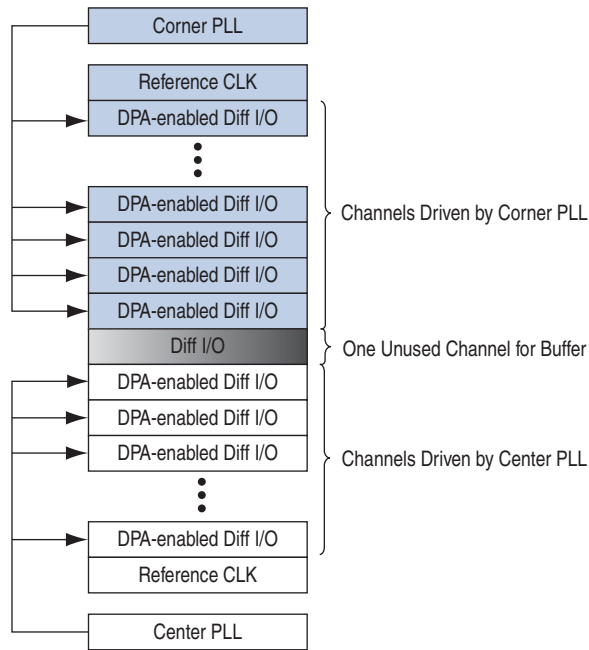 Corner PLL
Reference CLK
DPA-enabled Diff I/O
DPA-enabled Diff I/O
DPA-enabled Diff I/O
DPA-enabled Diff I/O
DPA-enabled Diff I/O
Channels Driven by Corner PLL
Diff I/O
One Unused Channel for Buffer
DPA-enabled Diff I/O
DPA-enabled Diff I/O
DPA-enabled Diff I/O
Channels Driven by Center PLL
DPA-enabled Diff I/O
Reference CLK
Center PLL